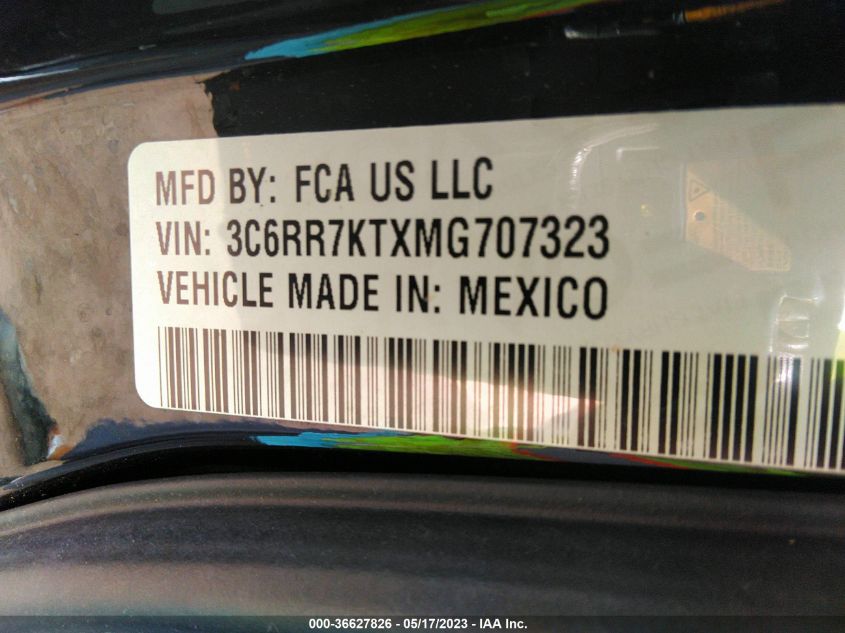 MFD BY: FCA US LLC
VIN: 3C6RR7KTXMG707323
VEHICLE MADE IN: MEXICO
000-36627826 / 05/17/2023 - IAA Inc.